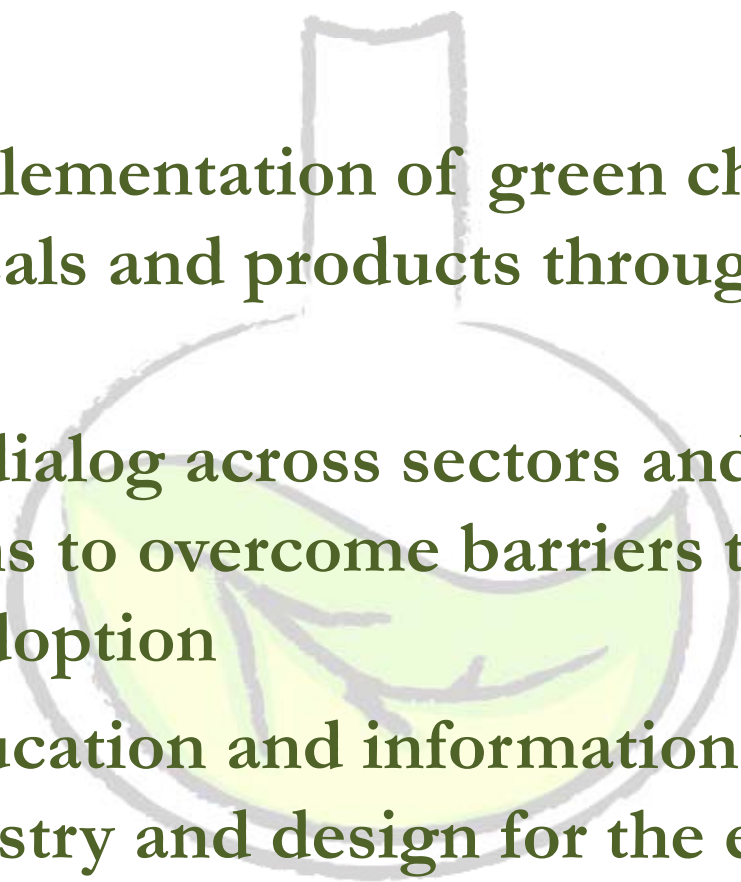 lementation of green ch
als and products throug
dialog across sectors and
s to overcome barriers t
doption
ucation and information
stry and design for the e